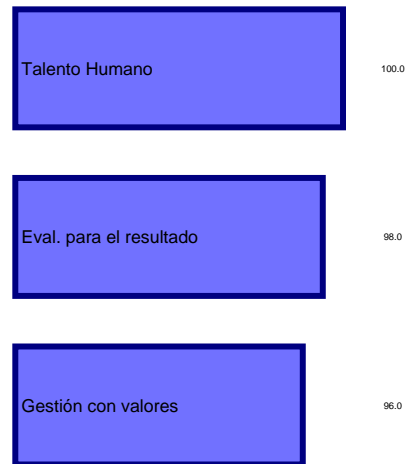 Talento Humano 100.0
Eval. para el resultado 98.0
Gestión con valores 96.0